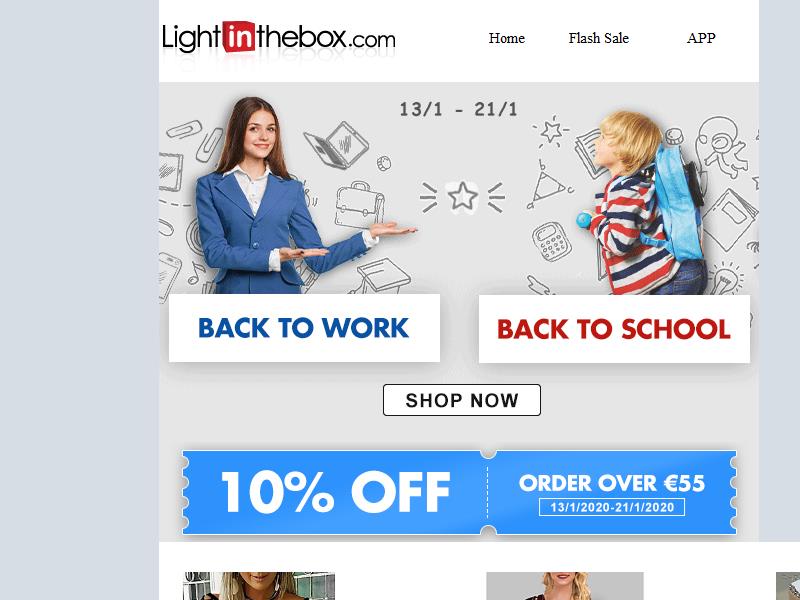 Lightinthebox.com
Home Flash Sale APP
13/1 - 21/1
BACK TO WORK
BACK TO SCHOOL
SHOP NOW
10% OFF
ORDER OVER €55
13/1/2020-21/1/2020